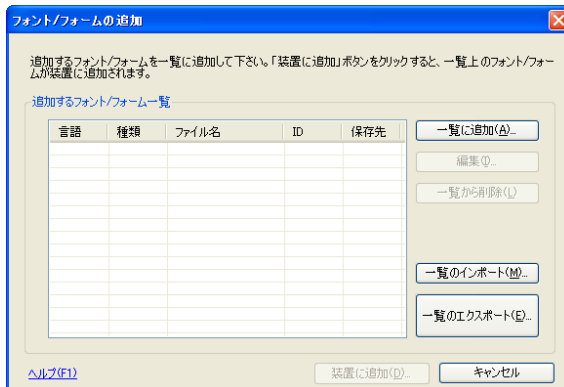 フォント/フォームの追加
追加するフォント/フォームを一覧に追加して下さい。「装置に追加」ボタンをクリックすると、一覧上のフォント/フォー
ムが装置に追加されます。
追加するフォント/フォーム一覧
言語 種類 ファイル名 ID 保存先
一覧に追加(A)...
編集(I)...
一覧から削除(L)
一覧のインポート(M)...
一覧のエクスポート(E)...
ヘルプ(F1)
装置に追加(D)...
キャンセル